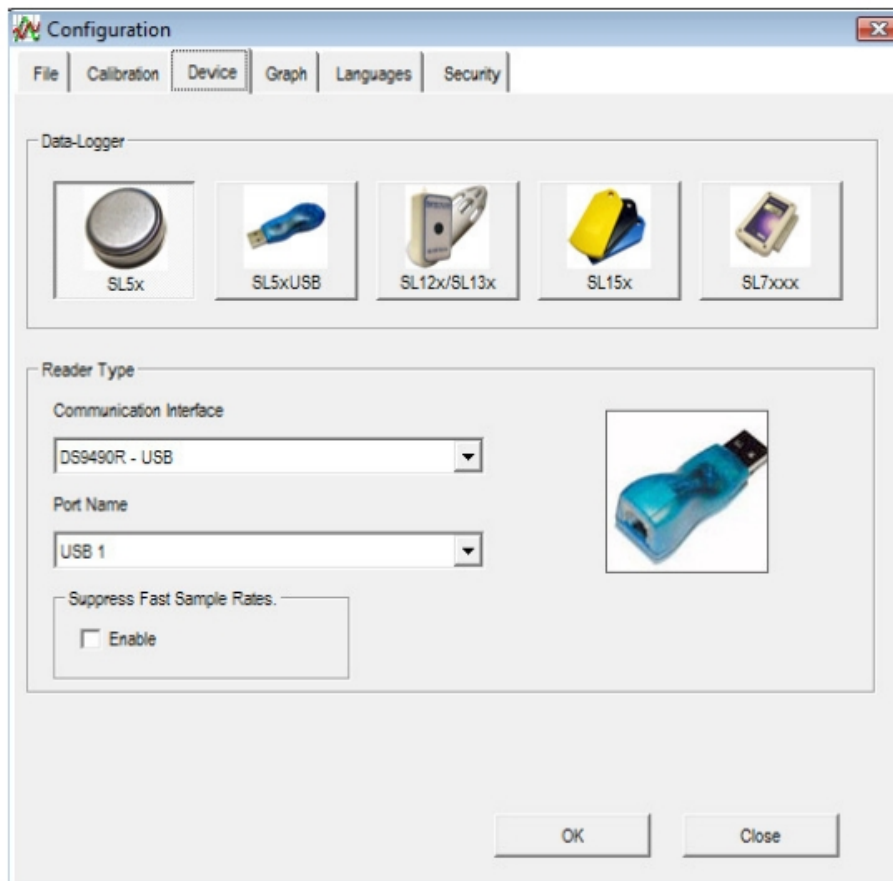 Configuration
File Calibration Device Graph Languages Security
Data-Logger
SL5x SL5xUSB SL12x/SL13x SL15x SL7xxx
Reader Type
Communication Interface
DS9490R - USB
Port Name
USB 1
Suppress Fast Sample Rates.
Enable
OK Close